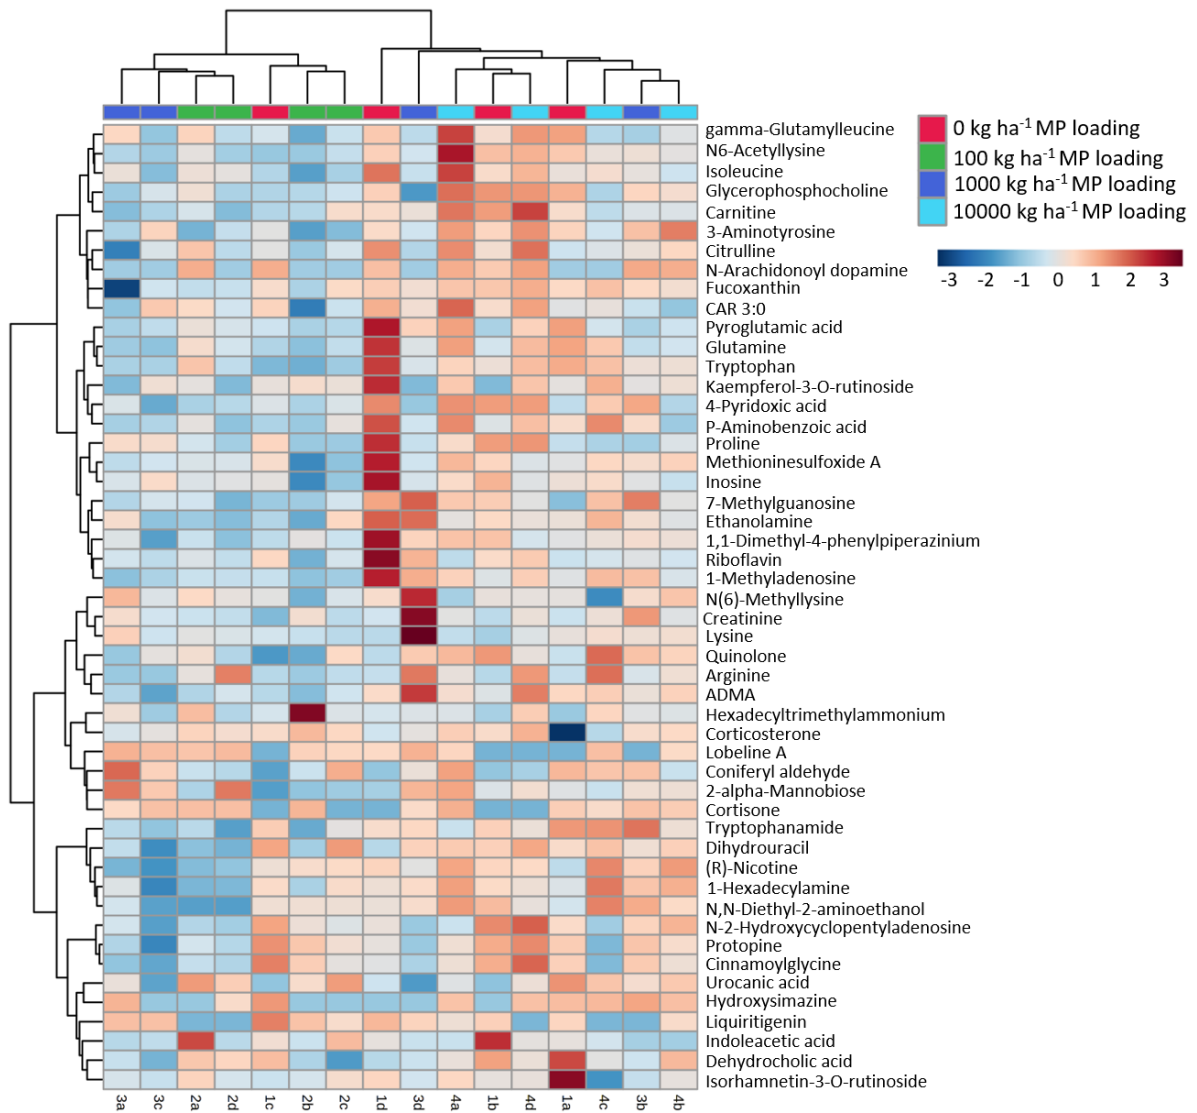 gamma-Glutamylleucine
N6-Acetyllysine
Isoleucine
Glycerophosphocholine
Carnitine
3-Aminotyrosine
Citrulline
N-Arachidonoyl dopamine
Fucoxanthin
CAR 3:0
Pyroglutamic acid
Glutamine
Tryptophan
Kaempferol-3-O-rutinoside
4-Pyridoxic acid
P-Aminobenzoic acid
Proline
Methioninesulfoxide A
Inosine
7-Methylguanosine
Ethanolamine
1,1-Dimethyl-4-phenylpiperazinium
Riboflavin
1-Methyladenosine
N(6)-Methyllysine
Creatinine
Lysine
Quinolone
Arginine
ADMA
Hexadecyltrimethylammonium
Corticosterone
Lobeline A
Coniferyl aldehyde
2-alpha-Mannobiose
Cortisone
Tryptophanamide
Dihydrouracil
(R)-Nicotine
1-Hexadecylamine
N,N-Diethyl-2-aminoethanol
N-2-Hydroxycyclopentyladenosine
Protopine
Cinnamoylglycine
Urocanic acid
Hydroxysimazine
Liquiritigenin
Indoleacetic acid
Dehydrocholic acid
Isorhamnetin-3-O-rutinoside
3a 3c 2a 2d 1c 2b 2c 1d 3d 4a 1b 4d 1a 4c 3b 4b
0 kg ha⁻¹ MP loading
100 kg ha⁻¹ MP loading
1000 kg ha⁻¹ MP loading
10000 kg ha⁻¹ MP loading
-3 -2 -1 0 1 2 3